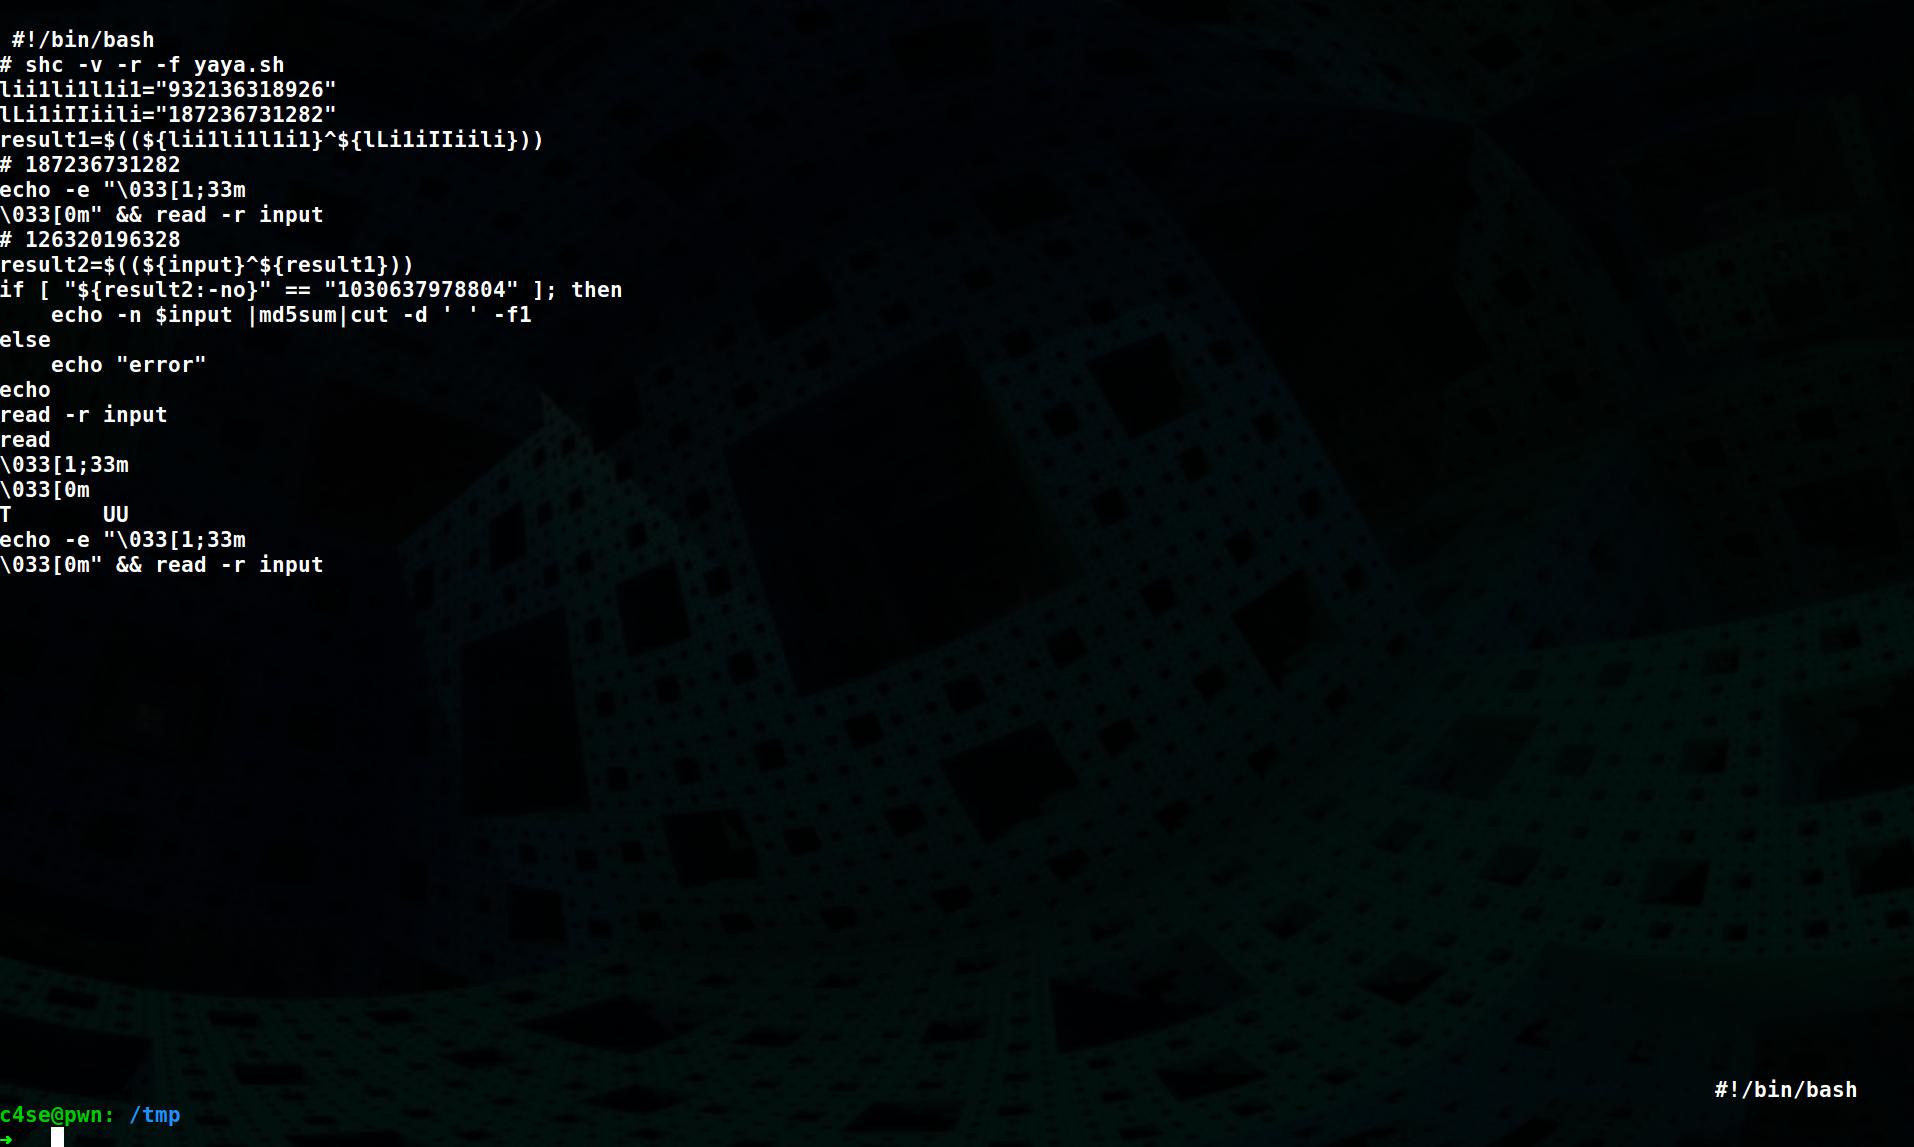 #!/bin/bash
# shc -v -r -f yaya.sh
lii1li1l1i1="932136318926"
lLi1iIIiili="187236731282"
result1=$((${lii1li1l1i1}^${lLi1iIIiili}))
# 187236731282
echo -e "\033[1;33m
\033[0m" && read -r input
# 126320196328
result2=$((${input}^${result1}))
if [ "${result2:-no}" == "1030637978804" ]; then
    echo -n $input |md5sum|cut -d ' ' -f1
else
    echo "error"
echo
read -r input
read
\033[1;33m
\033[0m
T       UU
echo -e "\033[1;33m
\033[0m" && read -r input
#!/bin/bash
c4se@pwn: /tmp
→